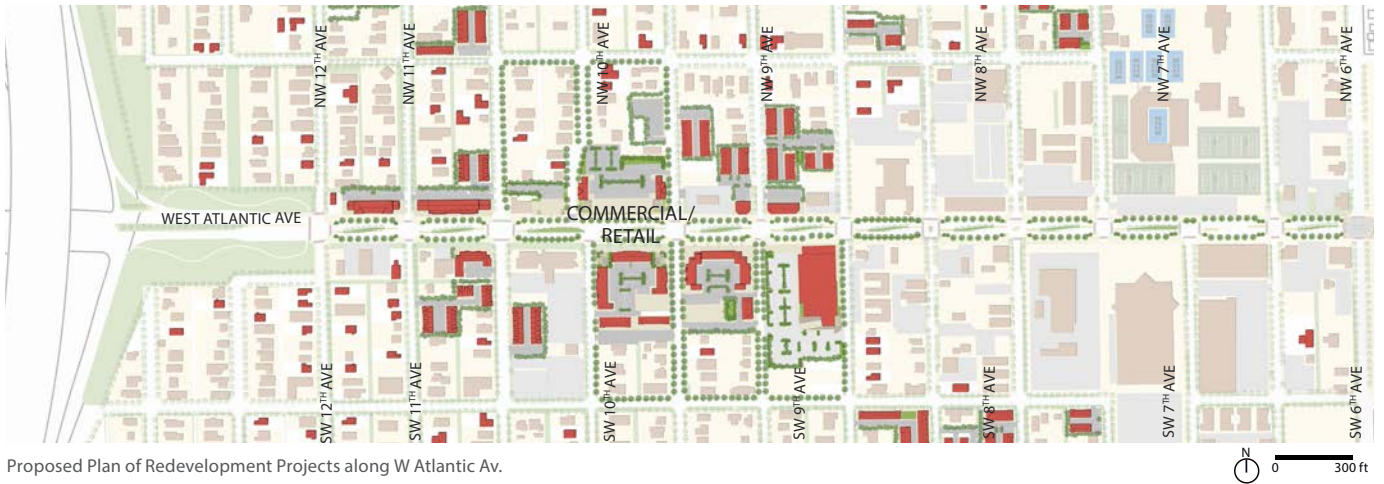 NW 12TH AVE
NW 11TH AVE
NW 10TH AVE
NW 9TH AVE
NW 8TH AVE
NW 7TH AVE
NW 6TH AVE
WEST ATLANTIC AVE
COMMERCIAL/
RETAIL
SW 12TH AVE
SW 11TH AVE
SW 10TH AVE
SW 9TH AVE
SW 8TH AVE
SW 7TH AVE
SW 6TH AVE
Proposed Plan of Redevelopment Projects along W Atlantic Av.
N
0 300 ft